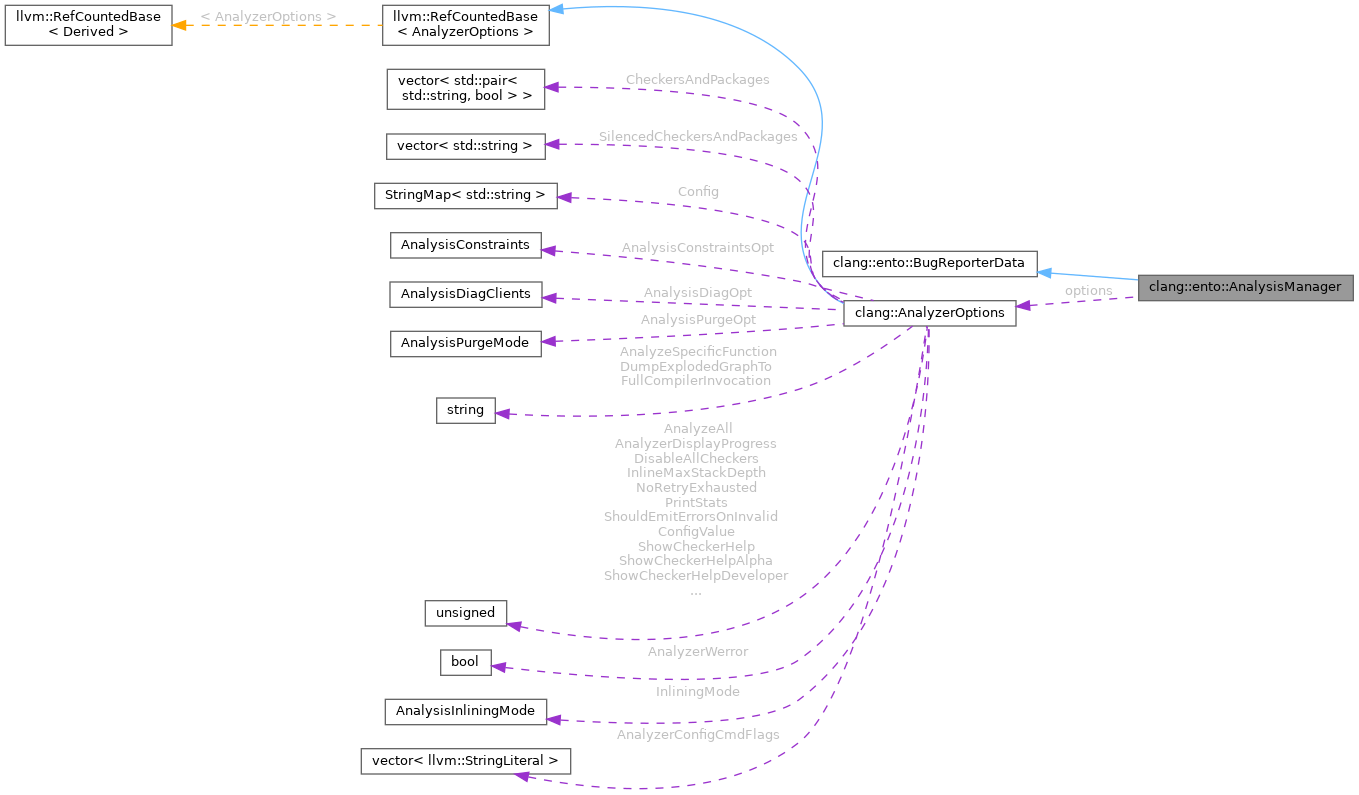 llvm::RefCountedBase
< Derived >
< AnalyzerOptions >
llvm::RefCountedBase
< AnalyzerOptions >
vector< std::pair<
std::string, bool > >
CheckersAndPackages
vector< std::string >
SilencedCheckersAndPackages
StringMap< std::string >
Config
AnalysisConstraints
AnalysisConstraintsOpt
clang::ento::BugReporterData
clang::ento::AnalysisManager
options
AnalysisDiagClients
AnalysisDiagOpt
clang::AnalyzerOptions
AnalysisPurgeMode
AnalysisPurgeOpt
AnalyzeSpecificFunction
DumpExplodedGraphTo
FullCompilerInvocation
string
AnalyzeAll
AnalyzerDisplayProgress
DisableAllCheckers
InlineMaxStackDepth
NoRetryExhausted
PrintStats
ShouldEmitErrorsOnInvalid
ConfigValue
ShowCheckerHelp
ShowCheckerHelpAlpha
ShowCheckerHelpDeveloper
...
unsigned
bool
AnalyzerWerror
AnalysisInliningMode
InliningMode
vector< llvm::StringLiteral >
AnalyzerConfigCmdFlags